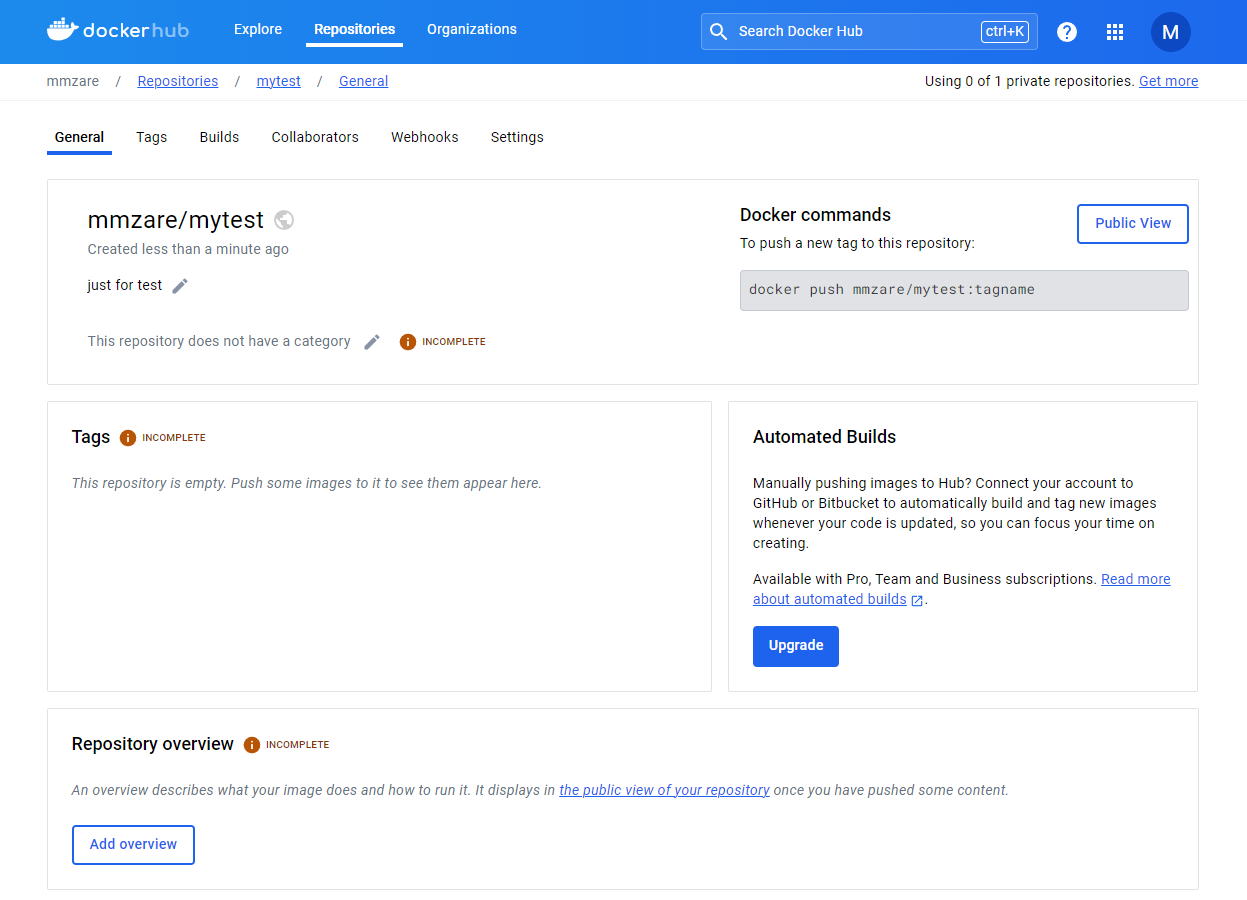 dockerhub Explore Repositories Organizations Search Docker Hub ctrl+K ? M
mmzare / Repositories / mytest / General Using 0 of 1 private repositories. Get more
General Tags Builds Collaborators Webhooks Settings
mmzare/mytest
Created less than a minute ago
just for test
This repository does not have a category INCOMPLETE
Docker commands
Public View
To push a new tag to this repository:
docker push mmzare/mytest:tagname
Tags INCOMPLETE
This repository is empty. Push some images to it to see them appear here.
Automated Builds
Manually pushing images to Hub? Connect your account to
GitHub or Bitbucket to automatically build and tag new images
whenever your code is updated, so you can focus your time on
creating.
Available with Pro, Team and Business subscriptions. Read more
about automated builds .
Upgrade
Repository overview INCOMPLETE
An overview describes what your image does and how to run it. It displays in the public view of your repository once you have pushed some content.
Add overview